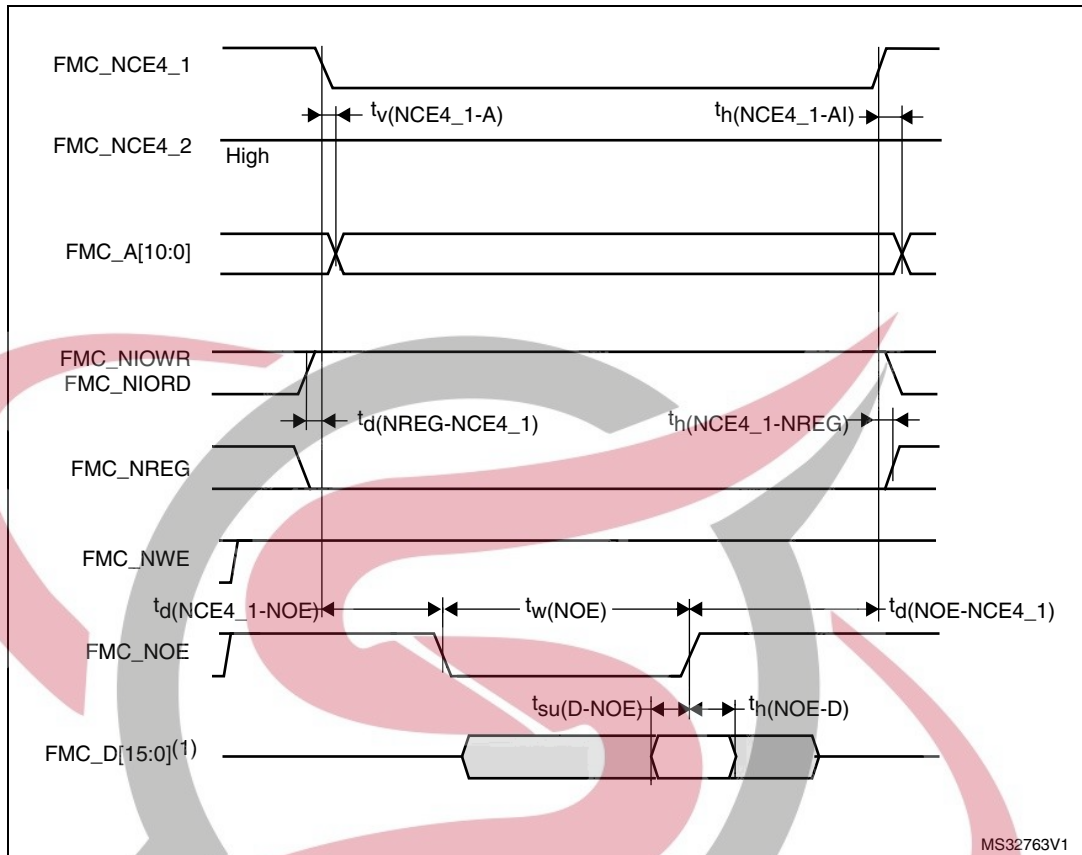 FMC_NCE4_1
tv(NCE4_1-A)
th(NCE4_1-AI)
FMC_NCE4_2
High
FMC_A[10:0]
FMC_NIOWR
FMC_NIORD
td(NREG-NCE4_1)
th(NCE4_1-NREG)
FMC_NREG
FMC_NWE
td(NCE4_1-NOE)
tw(NOE)
td(NOE-NCE4_1)
FMC_NOE
tsu(D-NOE)
th(NOE-D)
FMC_D[15:0](1)
MS32763V1